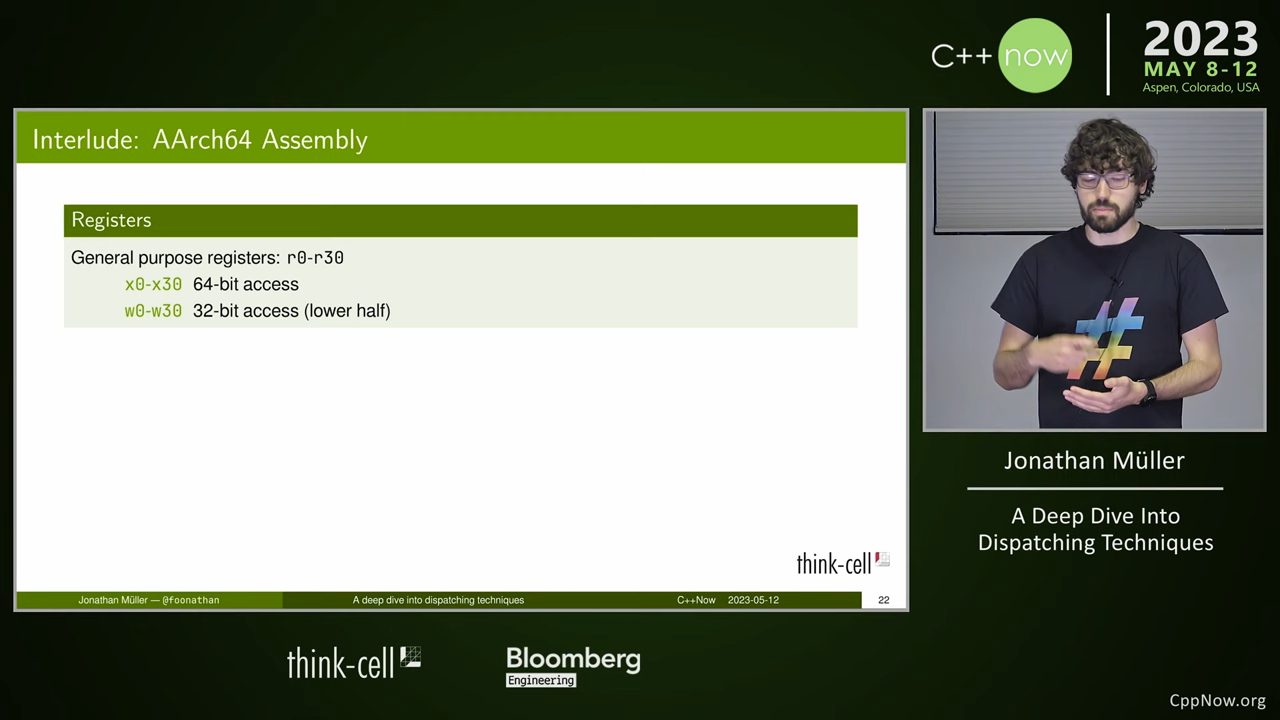 C++ now
2023
MAY 8-12
Aspen, Colorado, USA
Interlude: AArch64 Assembly
Registers
General purpose registers: r0-r30
x0-x30 64-bit access
w0-w30 32-bit access (lower half)
think-cell
Jonathan Müller — @foonathan A deep dive into dispatching techniques C++Now 2023-05-12 22
#
Jonathan Müller
A Deep Dive Into
Dispatching Techniques
think-cell
Bloomberg
Engineering
CppNow.org